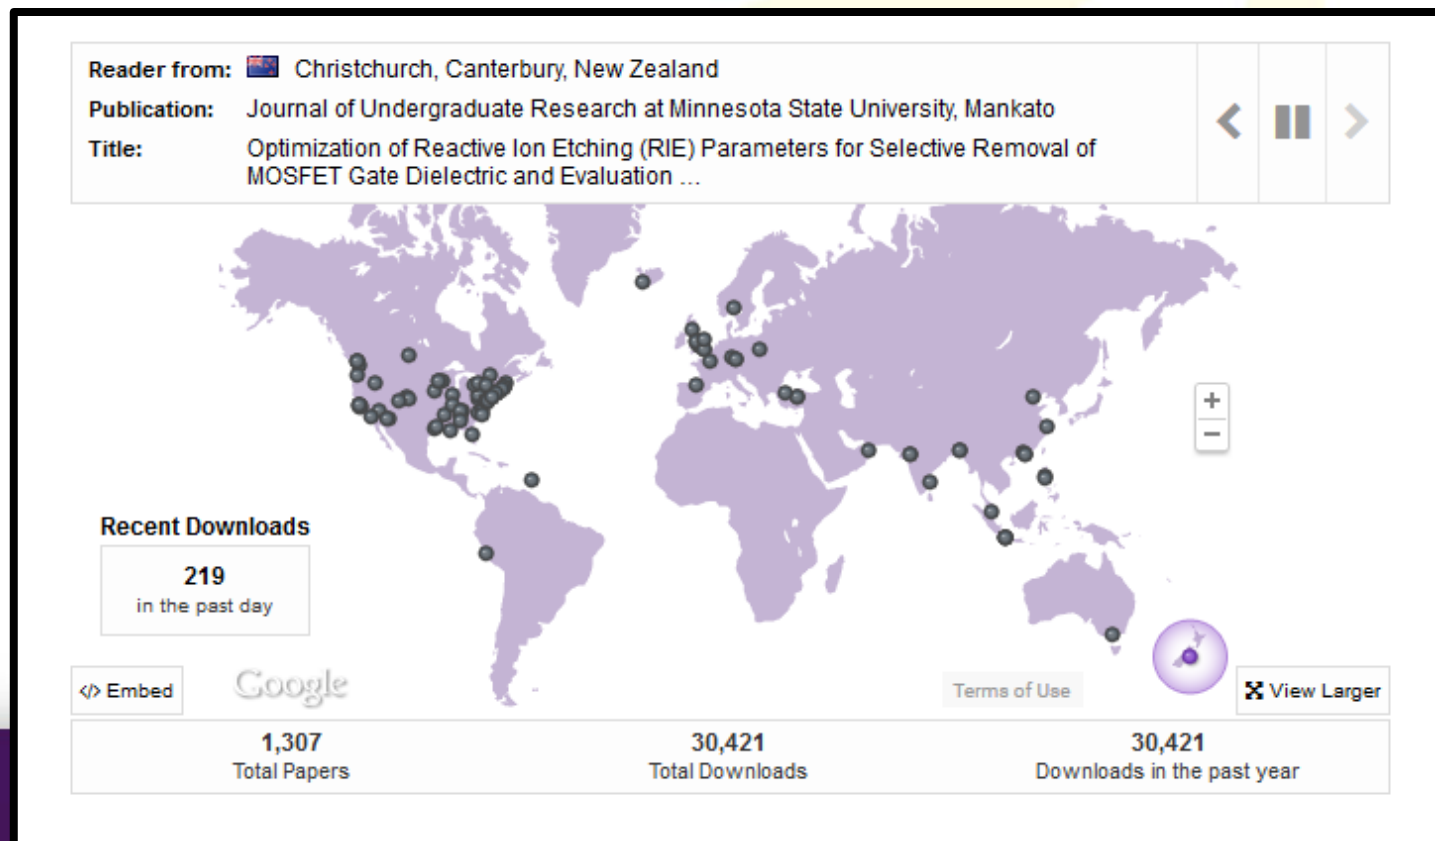 Reader from: Christchurch, Canterbury, New Zealand
Publication: Journal of Undergraduate Research at Minnesota State University, Mankato
Title: Optimization of Reactive Ion Etching (RIE) Parameters for Selective Removal of
MOSFET Gate Dielectric and Evaluation ...
+
−
Recent Downloads
219
in the past day
</> Embed
Google
Terms of Use
View Larger
1,307
Total Papers
30,421
Total Downloads
30,421
Downloads in the past year